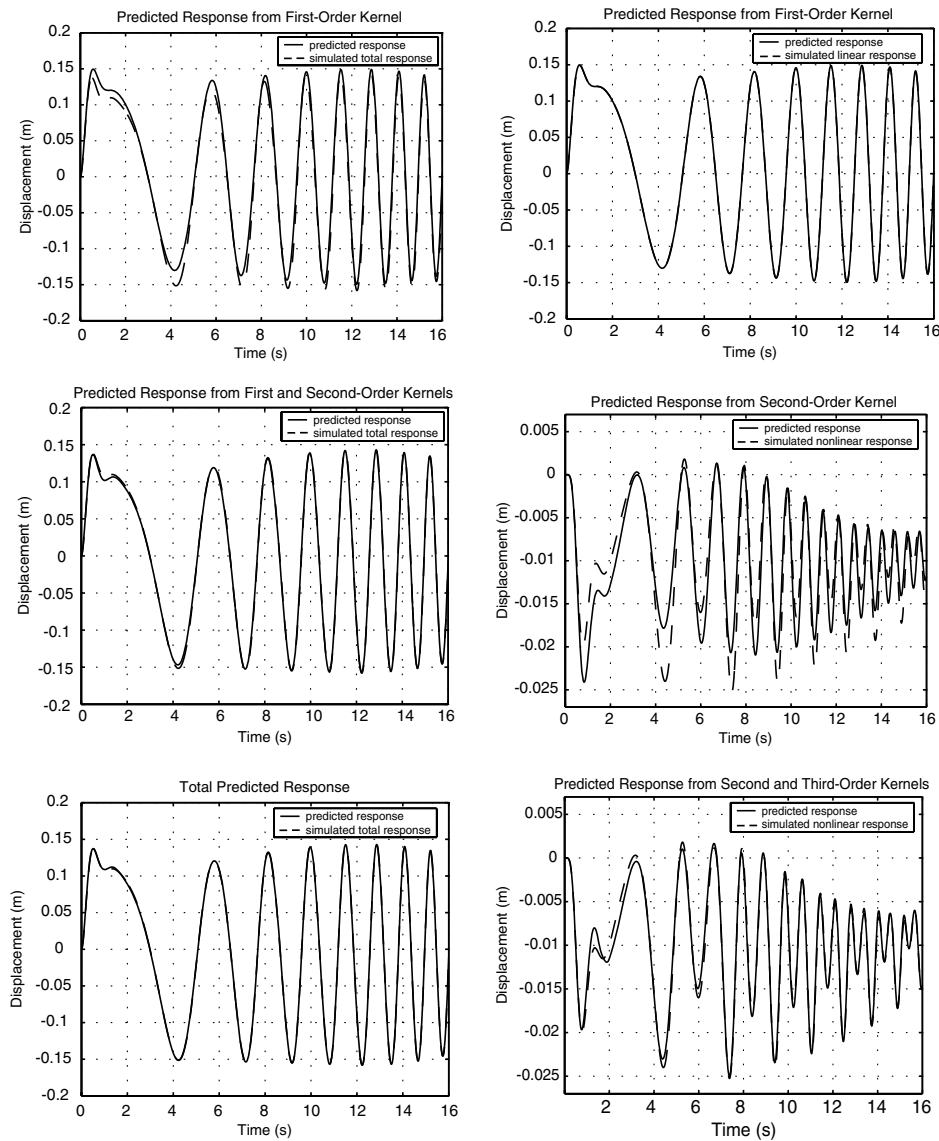 Predicted Response from First-Order Kernel
0.2
0.15
0.1
0.05
0
-0.05
-0.1
-0.15
-0.2
Displacement (m)
predicted response
simulated total response
0 2 4 6 8 10 12 14 16
Time (s)
Predicted Response from First-Order Kernel
0.2
0.15
0.1
0.05
0
-0.05
-0.1
-0.15
-0.2
Displacement (m)
predicted response
simulated linear response
0 2 4 6 8 10 12 14 16
Time (s)
Predicted Response from First and Second-Order Kernels
0.2
0.15
0.1
0.05
0
-0.05
-0.1
-0.15
-0.2
Displacement (m)
predicted response
simulated total response
0 2 4 6 8 10 12 14 16
Time (s)
Predicted Response from Second-Order Kernel
0.005
0
-0.005
-0.01
-0.015
-0.02
-0.025
Displacement (m)
predicted response
simulated nonlinear response
0 2 4 6 8 10 12 14 16
Time (s)
Total Predicted Response
0.2
0.15
0.1
0.05
0
-0.05
-0.1
-0.15
-0.2
Displacement (m)
predicted response
simulated total response
0 2 4 6 8 10 12 14 16
Time (s)
Predicted Response from Second and Third-Order Kernels
0.005
0
-0.005
-0.01
-0.015
-0.02
-0.025
Displacement (m)
predicted response
simulated nonlinear response
2 4 6 8 10 12 14 16
Time (s)